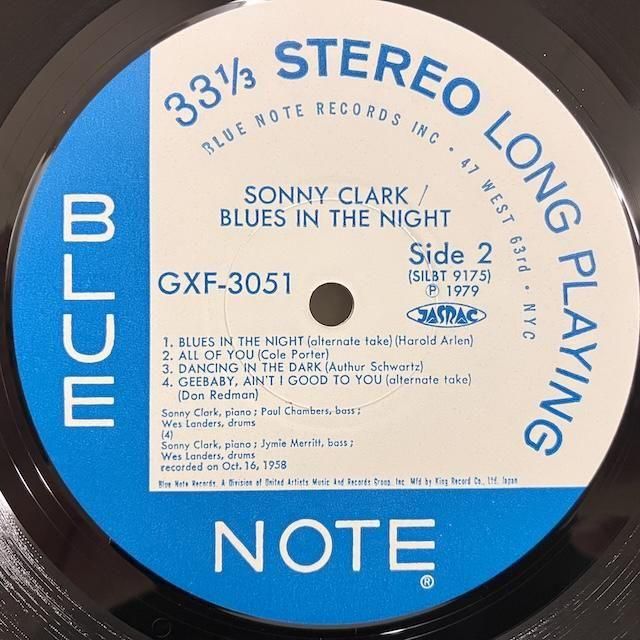 33 1/3 STEREO LONG PLAYING
BLUE NOTE RECORDS INC • 47 WEST 63rd • NYC
SONNY CLARK /
BLUES IN THE NIGHT
Side 2
GXF-3051
(SILBT 9175)
Ⓟ 1979
JASRAC
1. BLUES IN THE NIGHT (alternate take) (Harold Arlen)
2. ALL OF YOU (Cole Porter)
3. DANCING IN THE DARK (Authur Schwartz)
4. GEEBABY, AIN'T I GOOD TO YOU (alternate take)
(Don Redman)
Sonny Clark, piano ; Paul Chambers, bass ;
Wes Landers, drums
(4)
Sonny Clark, piano ; Jymie Merritt, bass ;
Wes Landers, drums
recorded on Oct. 16, 1958
Blue Note Records, A Division of United Artists Music And Records Group, Inc. Mfd by King Record Co., Ltd. Japan
BLUE
NOTE®